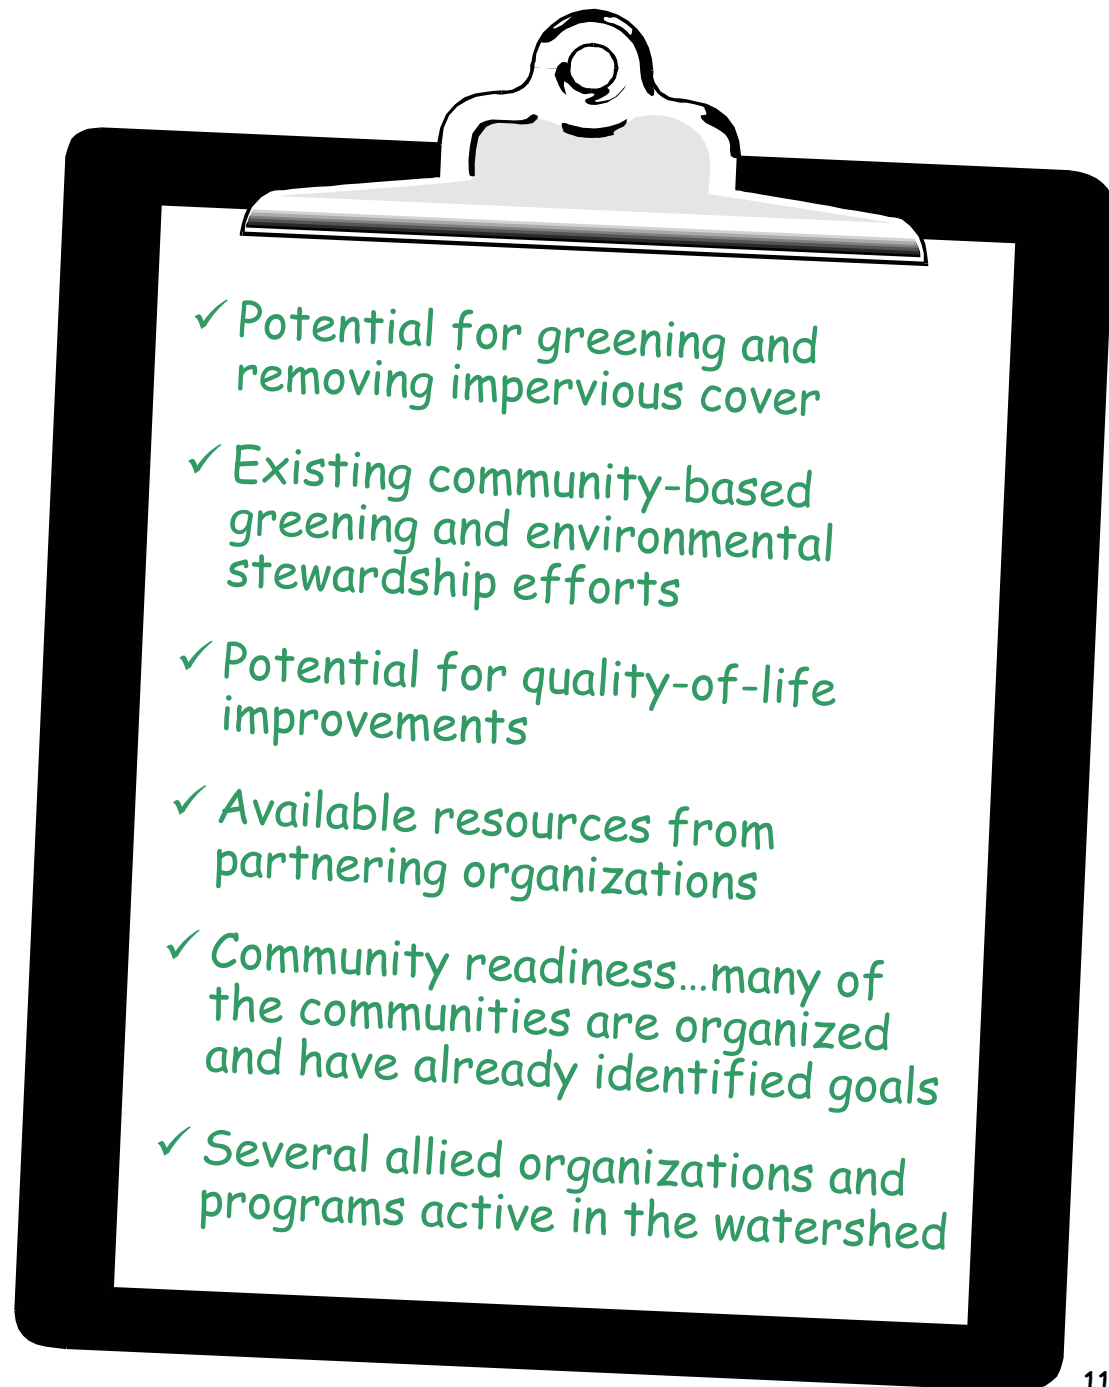 ✓ Potential for greening and
removing impervious cover
✓ Existing community-based
greening and environmental
stewardship efforts
✓ Potential for quality-of-life
improvements
✓ Available resources from
partnering organizations
✓ Community readiness...many of
the communities are organized
and have already identified goals
✓ Several allied organizations and
programs active in the watershed
11